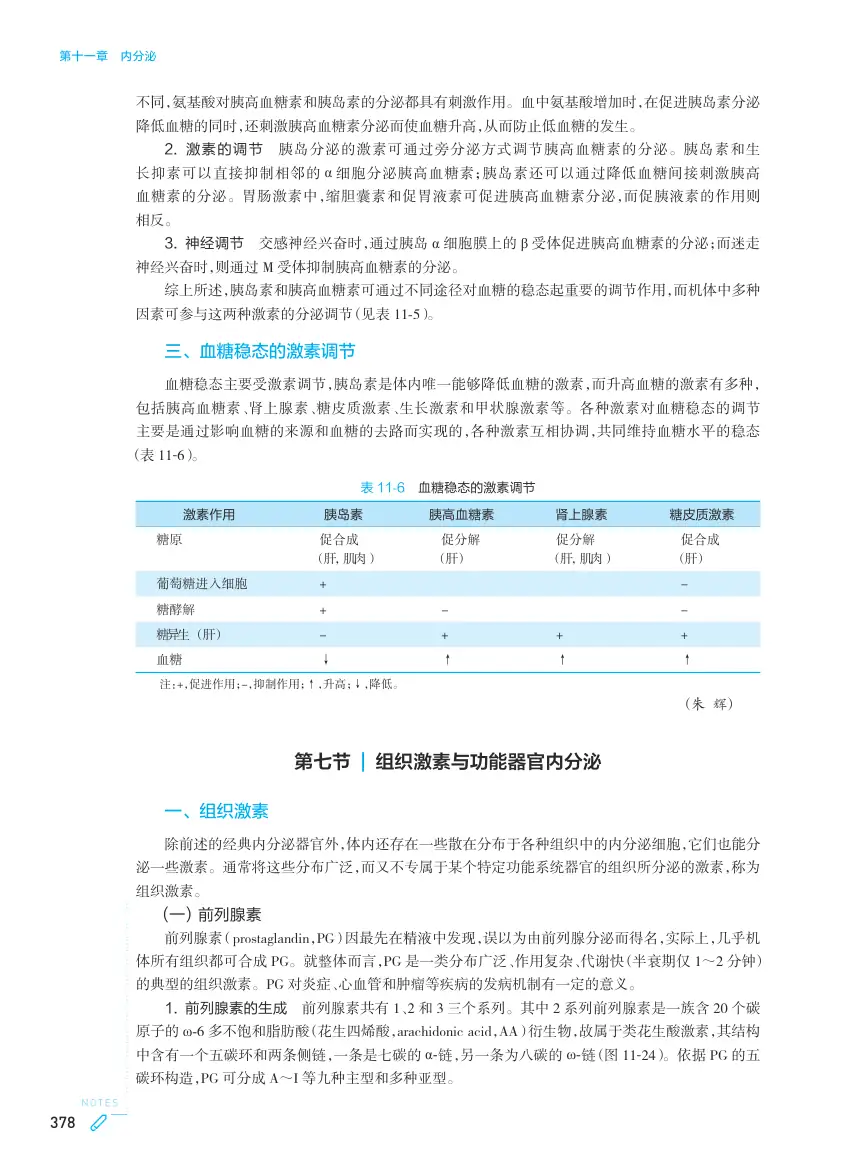 第十一章 内分泌
不同,氨基酸对胰高血糖素和胰岛素的分泌都具有刺激作用。血中氨基酸增加时,在促进胰岛素分泌
降低血糖的同时,还刺激胰高血糖素分泌而使血糖升高,从而防止低血糖的发生。
2. 激素的调节 胰岛分泌的激素可通过旁分泌方式调节胰高血糖素的分泌。胰岛素和生
长抑素可以直接抑制相邻的 α 细胞分泌胰高血糖素;胰岛素还可以通过降低血糖间接刺激胰高
血糖素的分泌。胃肠激素中,缩胆囊素和促胃液素可促进胰高血糖素分泌,而促胰液素的作用则
相反。
3. 神经调节 交感神经兴奋时,通过胰岛 α 细胞膜上的 β 受体促进胰高血糖素的分泌;而迷走
神经兴奋时,则通过 M 受体抑制胰高血糖素的分泌。
综上所述,胰岛素和胰高血糖素可通过不同途径对血糖的稳态起重要的调节作用,而机体中多种
因素可参与这两种激素的分泌调节(见表 11-5)。
三、血糖稳态的激素调节
血糖稳态主要受激素调节,胰岛素是体内唯一能够降低血糖的激素,而升高血糖的激素有多种,
包括胰高血糖素、肾上腺素、糖皮质激素、生长激素和甲状腺激素等。各种激素对血糖稳态的调节
主要是通过影响血糖的来源和血糖的去路而实现的,各种激素互相协调,共同维持血糖水平的稳态
(表 11-6)。
表 11-6 血糖稳态的激素调节
激素作用 胰岛素 胰高血糖素 肾上腺素 糖皮质激素
糖原 促合成 促分解 促分解 促合成
(肝, 肌肉) (肝) (肝, 肌肉) (肝)
葡萄糖进入细胞 + −
糖酵解 + − −
糖异生(肝) − + + +
血糖 ↓ ↑ ↑ ↑
注:+,促进作用;−,抑制作用;↑,升高;↓,降低。
(朱 辉)
第七节 | 组织激素与功能器官内分泌
一、组织激素
除前述的经典内分泌器官外,体内还存在一些散在分布于各种组织中的内分泌细胞,它们也能分
泌一些激素。通常将这些分布广泛,而又不专属于某个特定功能系统器官的组织所分泌的激素,称为
组织激素。
(一)前列腺素
前列腺素(prostaglandin,PG)因最先在精液中发现,误以为由前列腺分泌而得名,实际上,几乎机
体所有组织都可合成 PG。就整体而言,PG 是一类分布广泛、作用复杂、代谢快(半衰期仅 1～2 分钟)
的典型的组织激素。PG 对炎症、心血管和肿瘤等疾病的发病机制有一定的意义。
1. 前列腺素的生成 前列腺素共有 1、2 和 3 三个系列。其中 2 系列前列腺素是一族含 20 个碳
原子的 ω-6 多不饱和脂肪酸(花生四烯酸,arachidonic acid,AA)衍生物,故属于类花生酸激素,其结构
中含有一个五碳环和两条侧链,一条是七碳的 α-链,另一条为八碳的 ω-链(图 11-24)。依据 PG 的五
碳环构造,PG 可分成 A～I 等九种主型和多种亚型。
NOTES
378